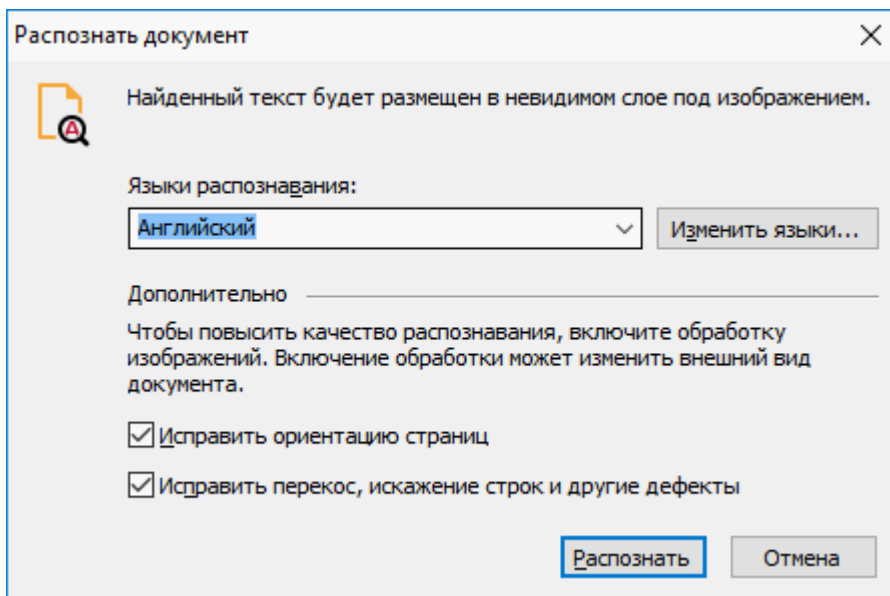 Распознать документ
Найденный текст будет размещен в невидимом слое под изображением.
Языки распознавания:
Английский
Изменить языки...
Дополнительно
Чтобы повысить качество распознавания, включите обработку
изображений. Включение обработки может изменить внешний вид
документа.
Исправить ориентацию страниц
Исправить перекос, искажение строк и другие дефекты
Распознать
Отмена